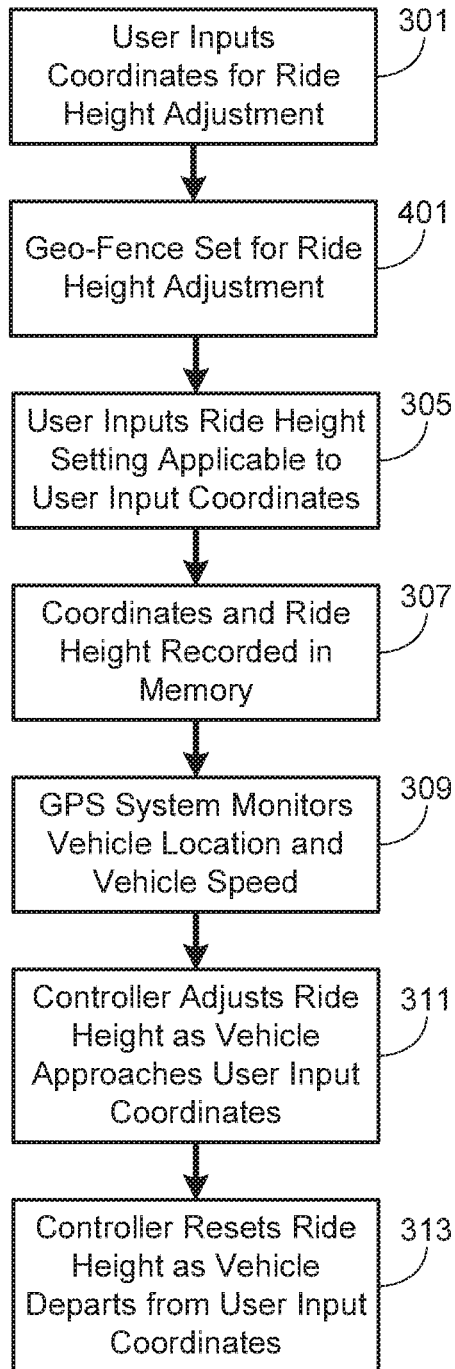 User Inputs
Coordinates for Ride
Height Adjustment
301
Geo-Fence Set for Ride
Height Adjustment
401
User Inputs Ride Height
Setting Applicable to
User Input Coordinates
305
Coordinates and Ride
Height Recorded in
Memory
307
GPS System Monitors
Vehicle Location and
Vehicle Speed
309
Controller Adjusts Ride
Height as Vehicle
Approaches User Input
Coordinates
311
Controller Resets Ride
Height as Vehicle
Departs from User Input
Coordinates
313